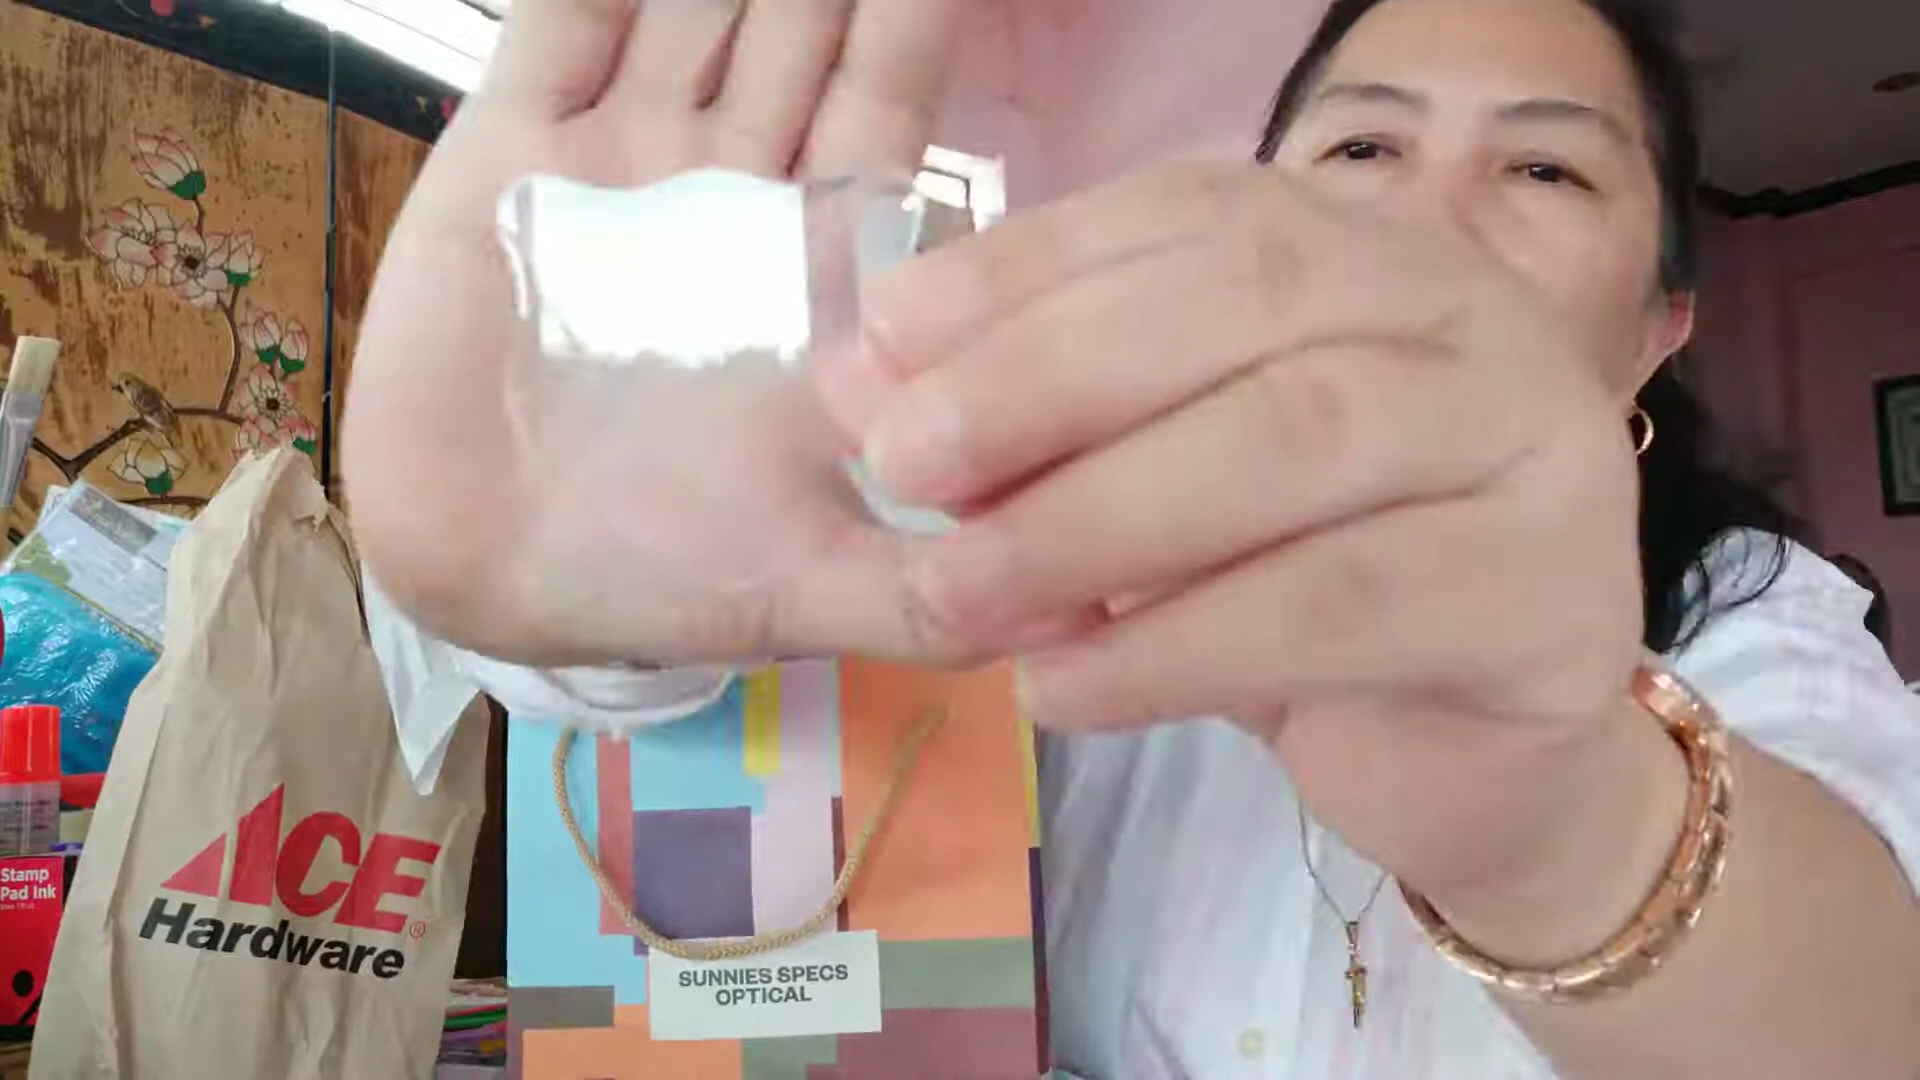 ACE
Hardware
Stamp
Pad Ink
SUNNIES SPECS
OPTICAL